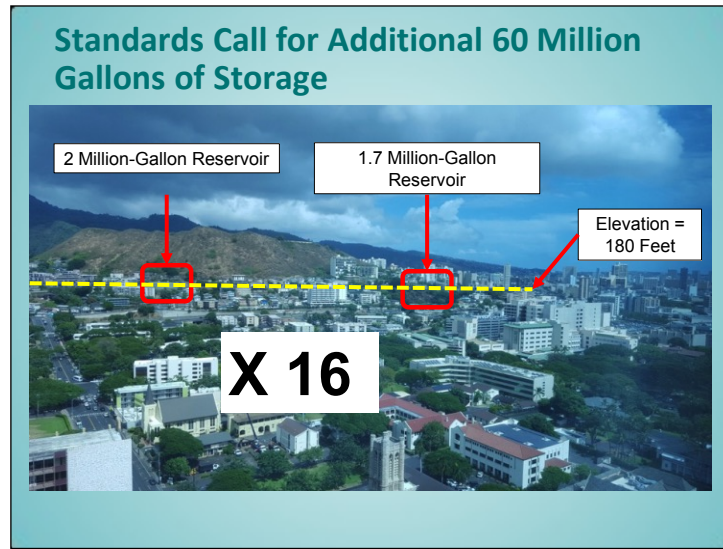 Standards Call for Additional 60 Million
Gallons of Storage
2 Million-Gallon Reservoir
1.7 Million-Gallon
Reservoir
Elevation =
180 Feet
X 16